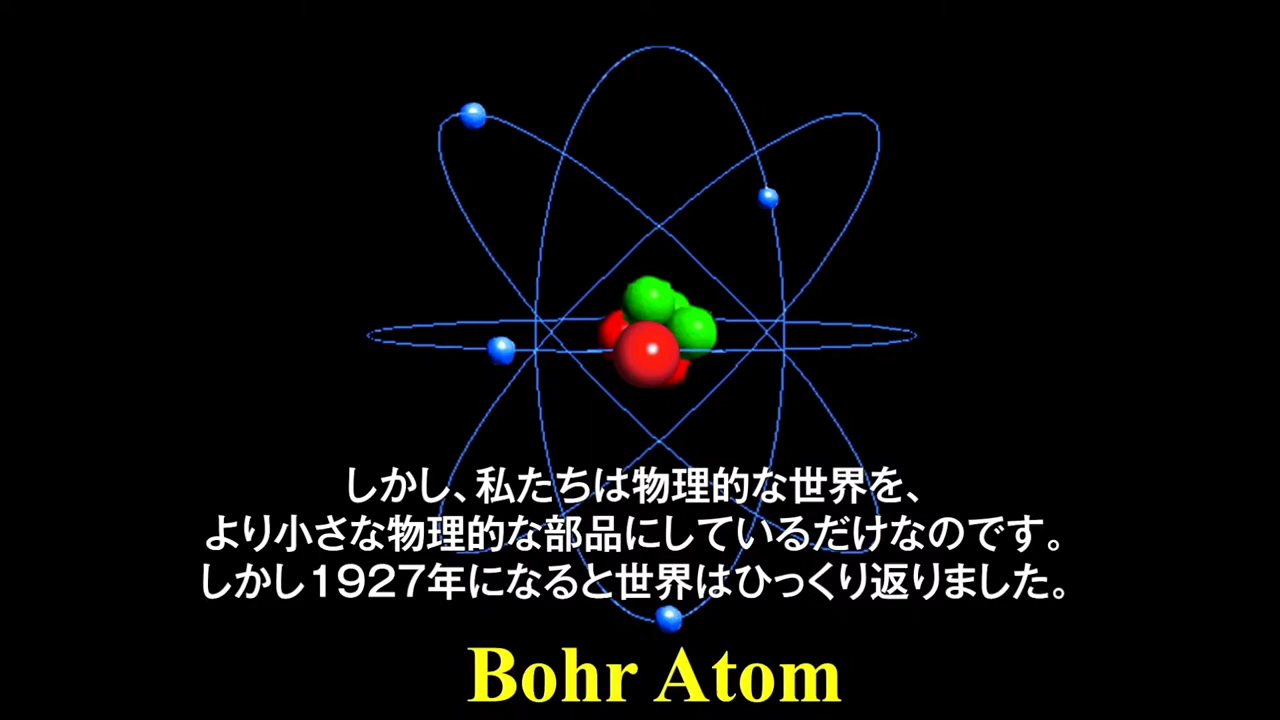 しかし、私たちは物理的な世界を、
より小さな物理的な部品にしているだけなのです。
しかし１９２７年になると世界はひっくり返りました。
Bohr Atom